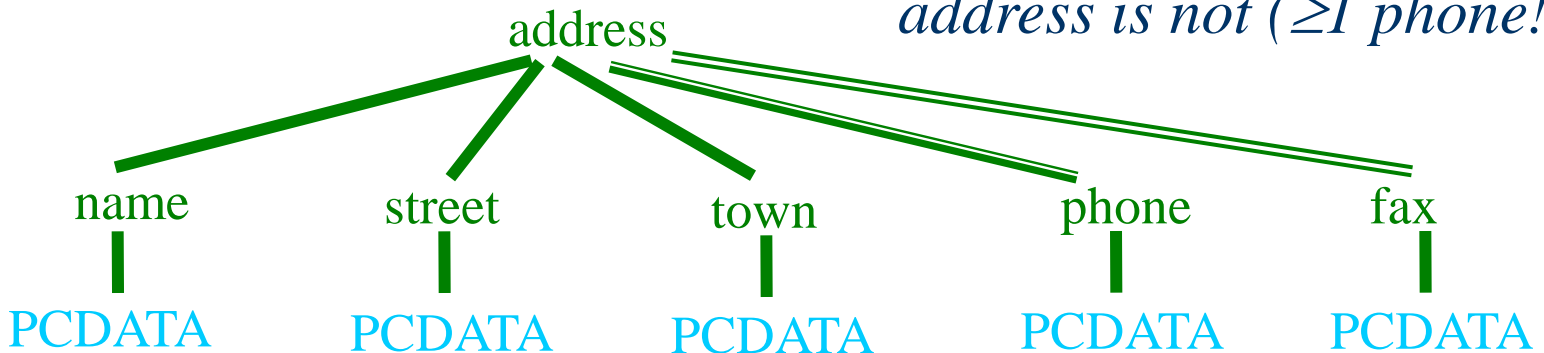 address is not (≥1 phone!
address
name street town phone fax
PCDATA PCDATA PCDATA PCDATA PCDATA